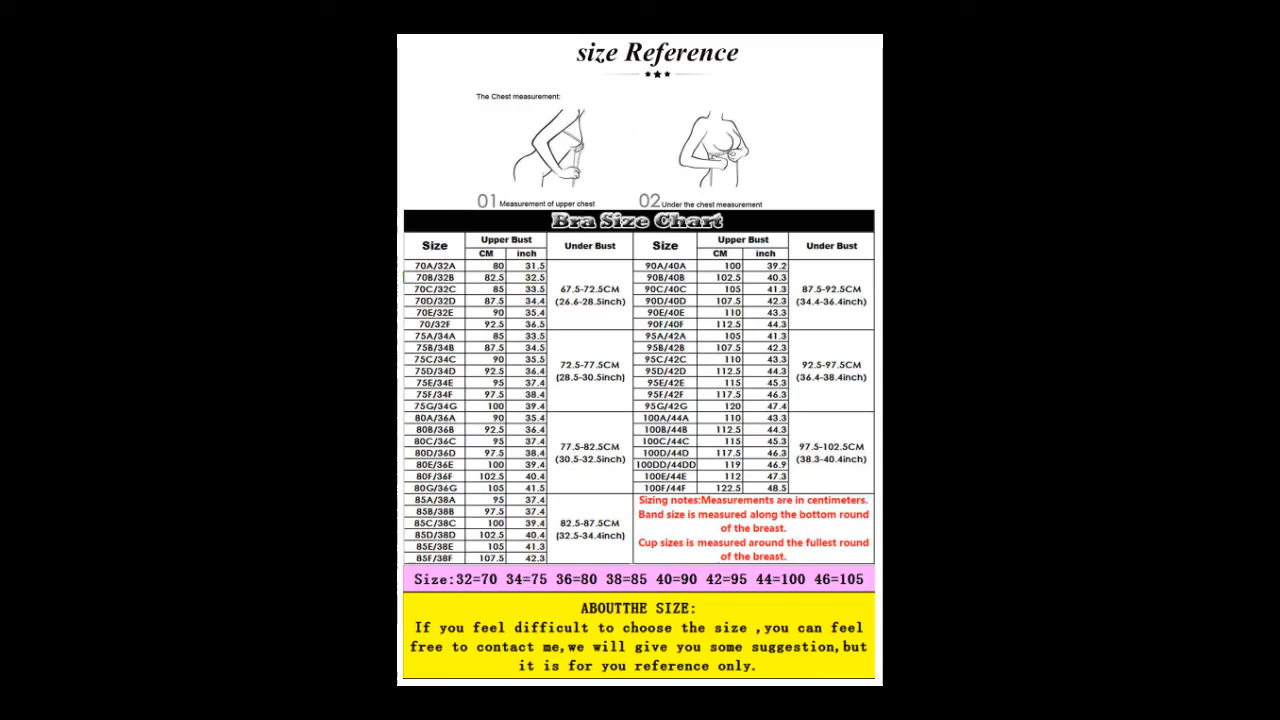 size Reference
The Chest measurement:
01 Measurement of upper chest
02 Under the chest measurement
Bra Size Chart
Size Upper Bust Under Bust Size Upper Bust Under Bust
CM inch CM inch
70A/32A 80 31.5 90A/40A 100 39.2
70B/32B 82.5 32.5 90B/40B 102.5 40.3
70C/32C 85 33.5 67.5-72.5CM 90C/40C 105 41.3 87.5-92.5CM
70D/32D 87.5 34.4 (26.6-28.5inch) 90D/40D 107.5 42.3 (34.4-36.4inch)
70E/32E 90 35.4 90E/40E 110 43.3
70/32F 92.5 36.5 90F/40F 112.5 44.3
75A/34A 85 33.5 95A/42A 105 41.3
75B/34B 87.5 34.5 95B/42B 107.5 42.3
75C/34C 90 35.5 72.5-77.5CM 95C/42C 110 43.3 92.5-97.5CM
75D/34D 92.5 36.4 (28.5-30.5inch) 95D/42D 112.5 44.3 (36.4-38.4inch)
75E/34E 95 37.4 95E/42E 115 45.3
75F/34F 97.5 38.4 95F/42F 117.5 46.3
75G/34G 100 39.4 95G/42G 120 47.4
80A/36A 90 35.4 100A/44A 110 43.3
80B/36B 92.5 36.4 100B/44B 112.5 44.3
80C/36C 95 37.4 77.5-82.5CM 100C/44C 115 45.3 97.5-102.5CM
80D/36D 97.5 38.4 (30.5-32.5inch) 100D/44D 117.5 46.3 (38.3-40.4inch)
80E/36E 100 39.4 100DD/44DD 119 46.9
80F/36F 102.5 40.4 100E/44E 112 47.3
80G/36G 105 41.5 100F/44F 122.5 48.5
85A/38A 95 37.4
85B/38B 97.5 37.4
85C/38C 100 39.4 82.5-87.5CM
85D/38D 102.5 40.4 (32.5-34.4inch)
85E/38E 105 41.3
85F/38F 107.5 42.3
Sizing notes:Measurements are in centimeters.
Band size is measured along the bottom round
of the breast.
Cup sizes is measured around the fullest round
of the breast.
Size:32=70 34=75 36=80 38=85 40=90 42=95 44=100 46=105
ABOUTTHE SIZE:
If you feel difficult to choose the size ,you can feel
free to contact me,we will give you some suggestion,but
it is for you reference only.